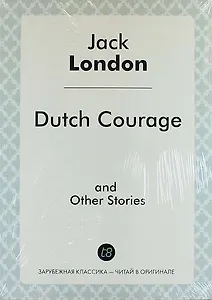 Jack
London
Dutch Courage
and
Other Stories
t8
ЗАРУБЕЖНАЯ КЛАССИКА — ЧИТАЙ В ОРИГИНАЛЕ